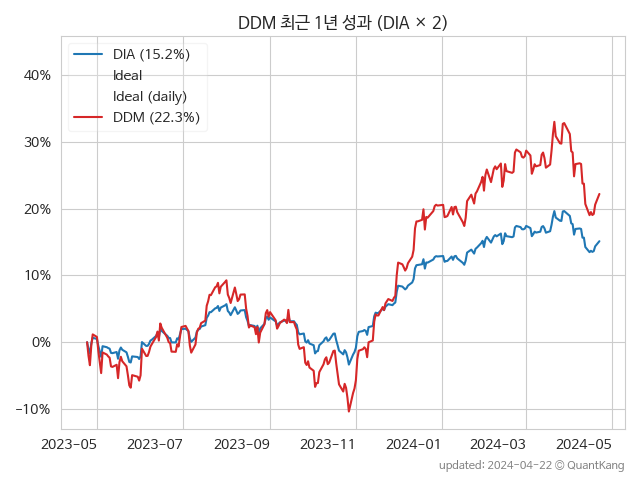 DDM 최근 1년 성과 (DIA × 2)
DIA (15.2%)
Ideal
Ideal (daily)
DDM (22.3%)
40%
30%
20%
10%
0%
−10%
2023-05 2023-07 2023-09 2023-11 2024-01 2024-03 2024-05
updated: 2024-04-22 © QuantKang